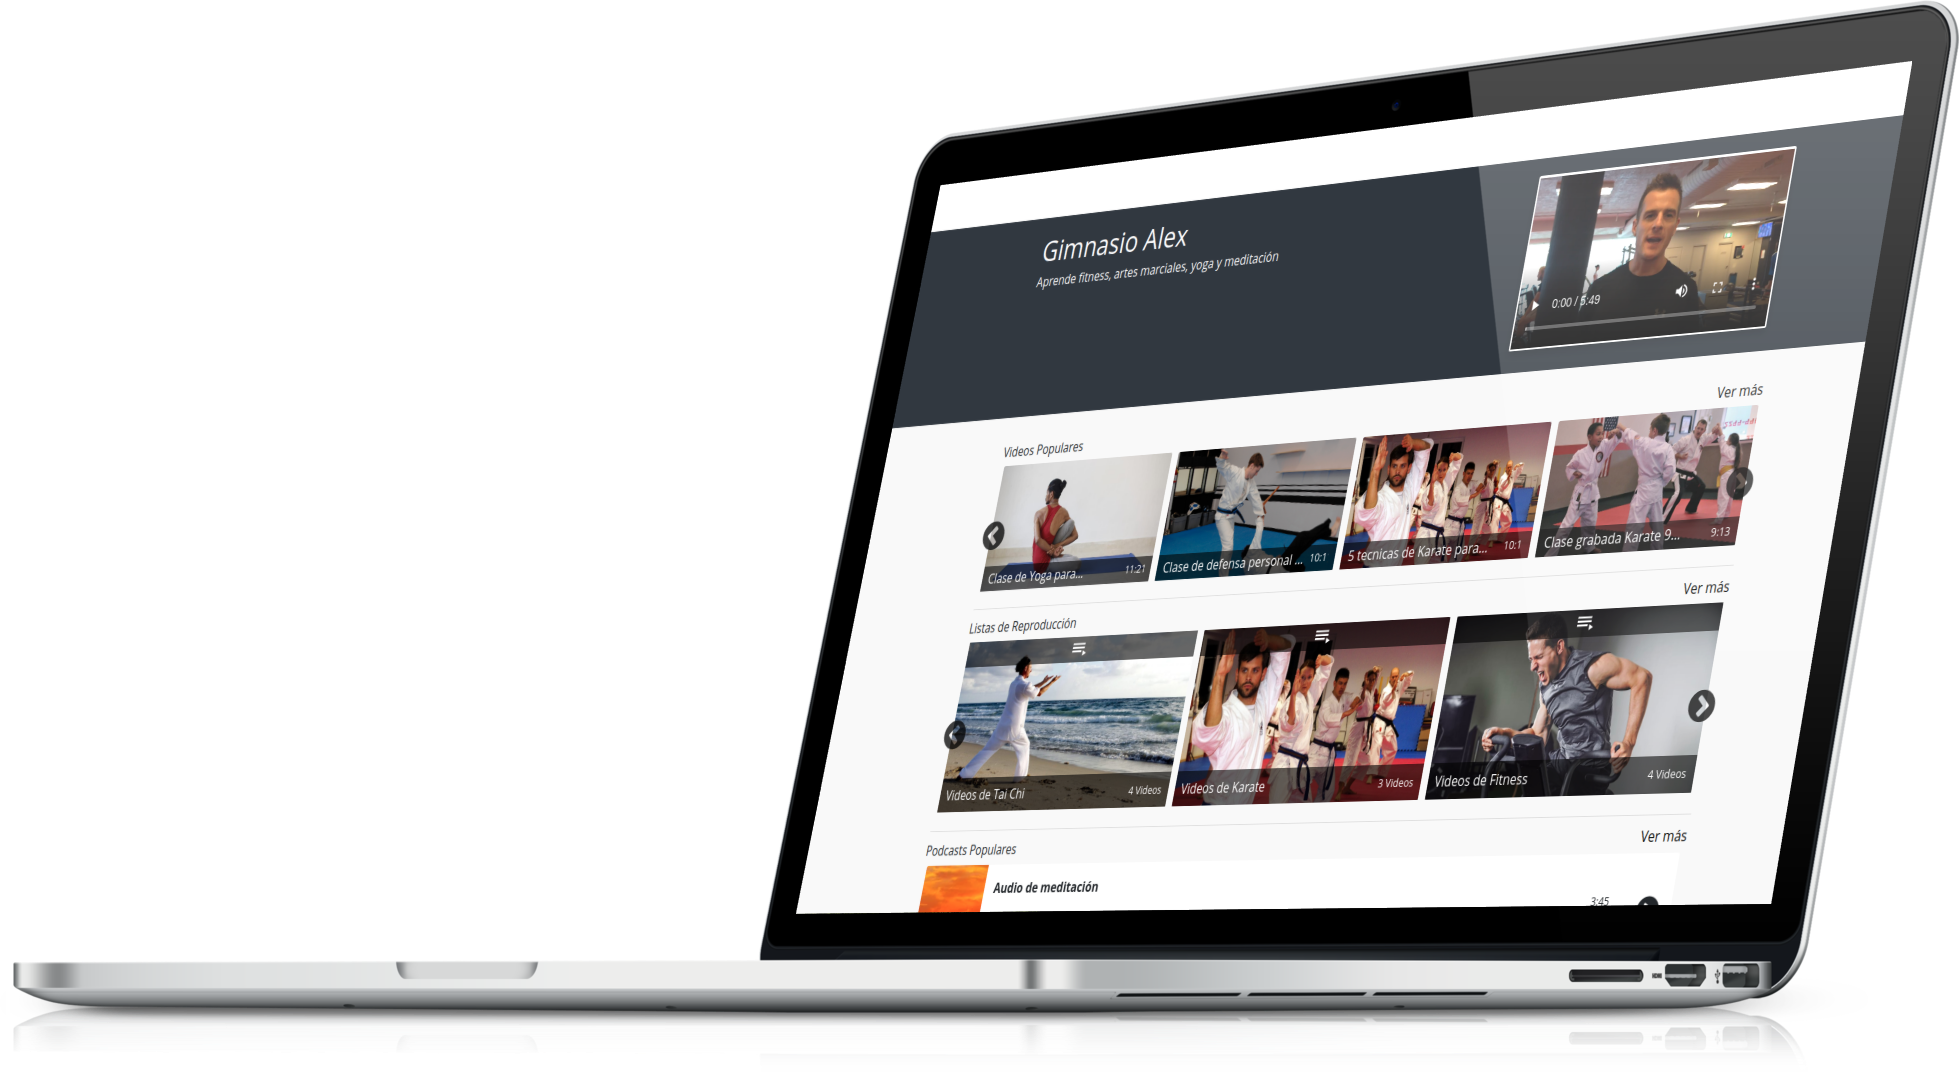 Gimnasio Alex
Aprende fitness, artes marciales, yoga y meditación
0:00 / 5:49
Ver más
Videos Populares
Clase de Yoga para...
11:21
Clase de defensa personal ...
10:1
5 tecnicas de Karate para...
10:1
Clase grabada Karate 9...
9:13
Ver más
Listas de Reproducción
Videos de Tai Chi
4 Videos
Videos de Karate
3 Videos
Videos de Fitness
4 Videos
Ver más
Podcasts Populares
Audio de meditación
3:45
HDMI